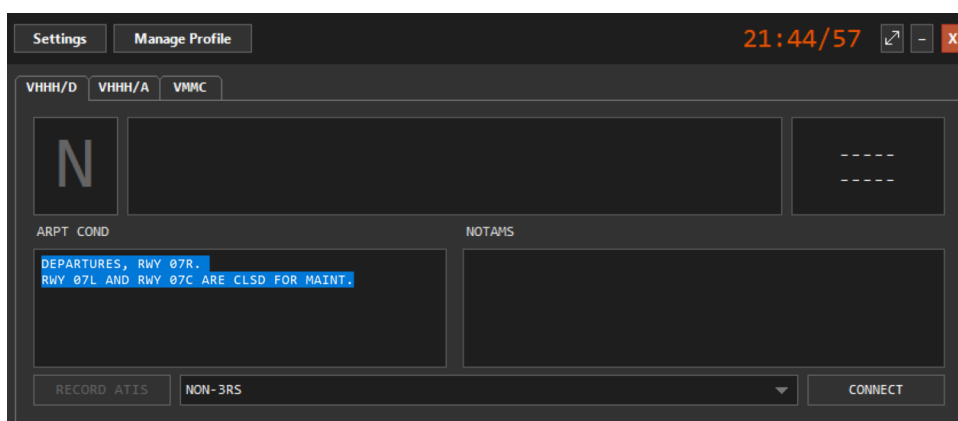 Settings Manage Profile 21:44/57 – X
VHHH/D VHHH/A VMMC
N
-----
-----
ARPT COND NOTAMS
DEPARTURES, RWY 07R.
RWY 07L AND RWY 07C ARE CLSD FOR MAINT.
RECORD ATIS NON-3RS CONNECT